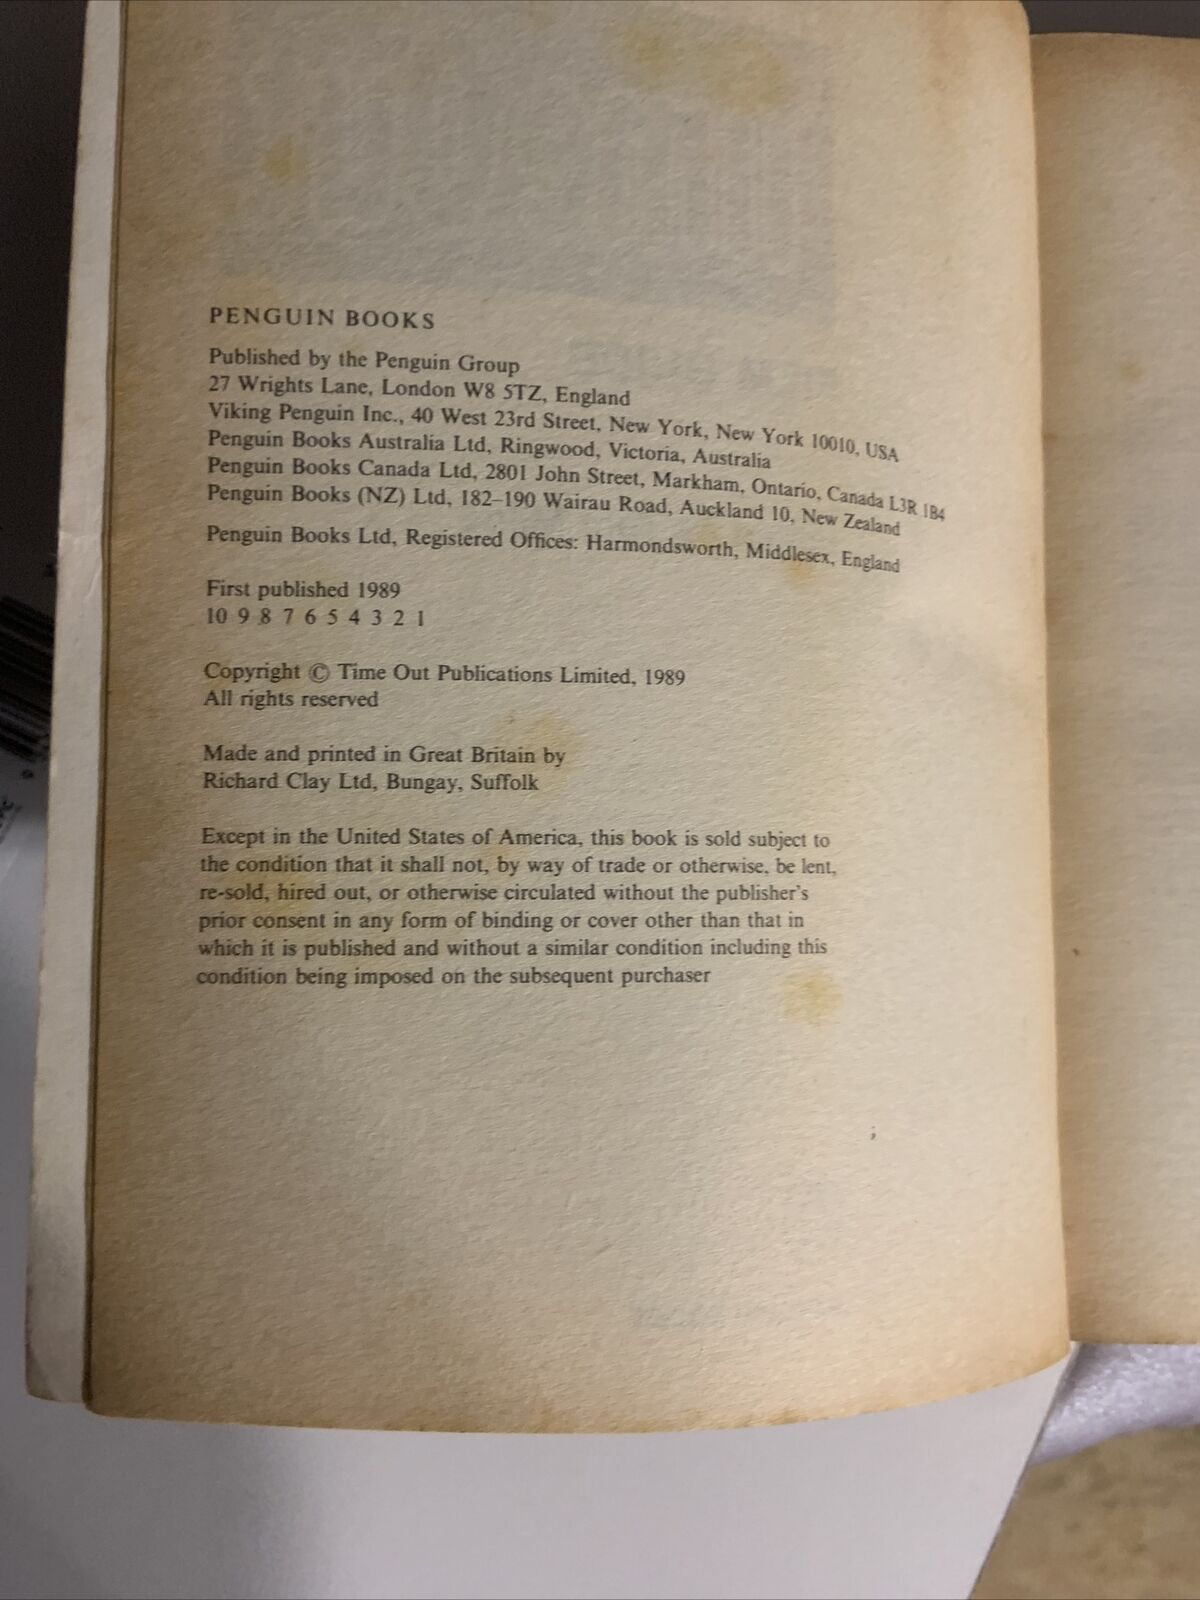 PENGUIN BOOKS
Published by the Penguin Group
27 Wrights Lane, London W8 5TZ, England
Viking Penguin Inc., 40 West 23rd Street, New York, New York 10010, USA
Penguin Books Australia Ltd, Ringwood, Victoria, Australia
Penguin Books Canada Ltd, 2801 John Street, Markham, Ontario, Canada L3R 1B4
Penguin Books (NZ) Ltd, 182–190 Wairau Road, Auckland 10, New Zealand
Penguin Books Ltd, Registered Offices: Harmondsworth, Middlesex, England
First published 1989
10 9 8 7 6 5 4 3 2 1
Copyright © Time Out Publications Limited, 1989
All rights reserved
Made and printed in Great Britain by
Richard Clay Ltd, Bungay, Suffolk
Except in the United States of America, this book is sold subject to
the condition that it shall not, by way of trade or otherwise, be lent,
re-sold, hired out, or otherwise circulated without the publisher's
prior consent in any form of binding or cover other than that in
which it is published and without a similar condition including this
condition being imposed on the subsequent purchaser